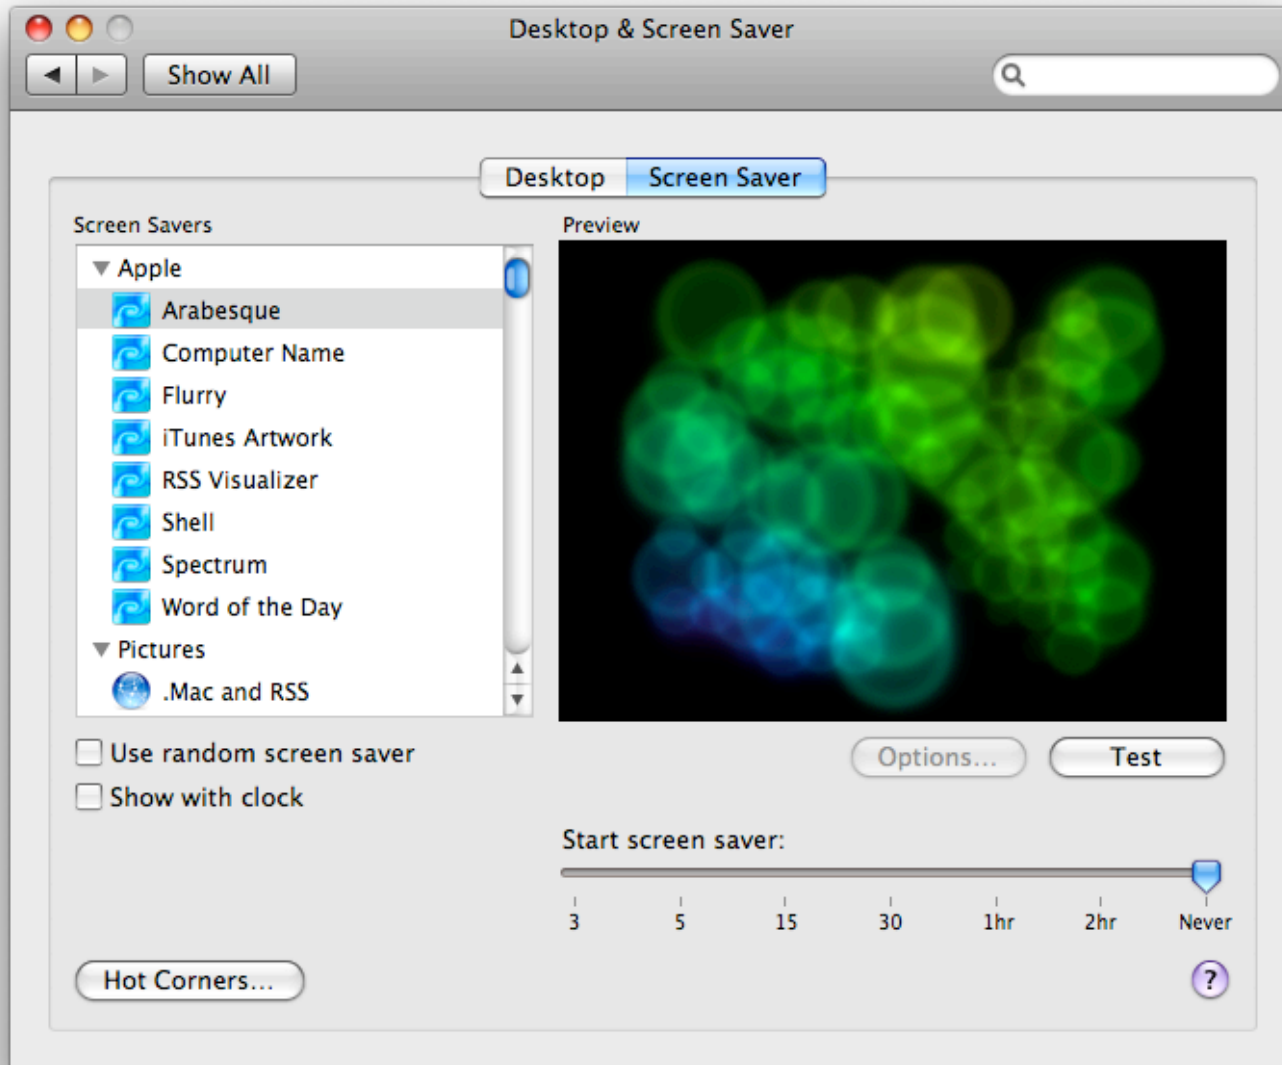 Desktop & Screen Saver
Show All
Desktop Screen Saver
Screen Savers
Preview
Apple
Arabesque
Computer Name
Flurry
iTunes Artwork
RSS Visualizer
Shell
Spectrum
Word of the Day
Pictures
.Mac and RSS
Use random screen saver
Show with clock
Options... Test
Start screen saver:
3 5 15 30 1hr 2hr Never
Hot Corners...
?